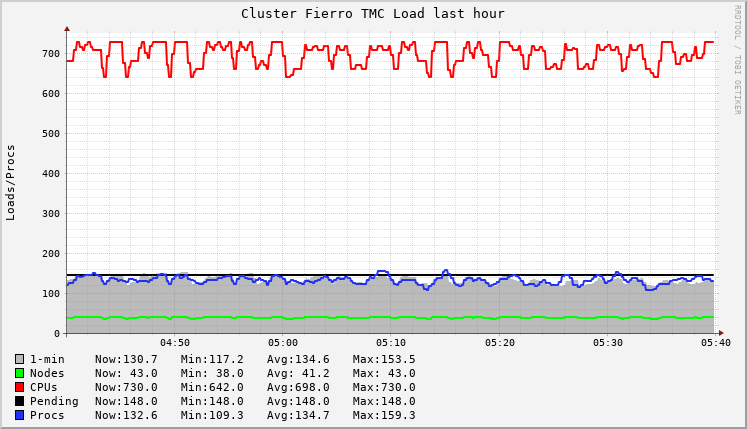 Cluster Fierro TMC Load last hour
RRDTOOL / TOBI OETIKER
Loads/Procs
700
600
500
400
300
200
100
0
04:50 05:00 05:10 05:20 05:30 05:40
1-min Now:130.7 Min:117.2 Avg:134.6 Max:153.5
Nodes Now: 43.0 Min: 38.0 Avg: 41.2 Max: 43.0
CPUs Now:730.0 Min:642.0 Avg:698.0 Max:730.0
Pending Now:148.0 Min:148.0 Avg:148.0 Max:148.0
Procs Now:132.6 Min:109.3 Avg:134.7 Max:159.3